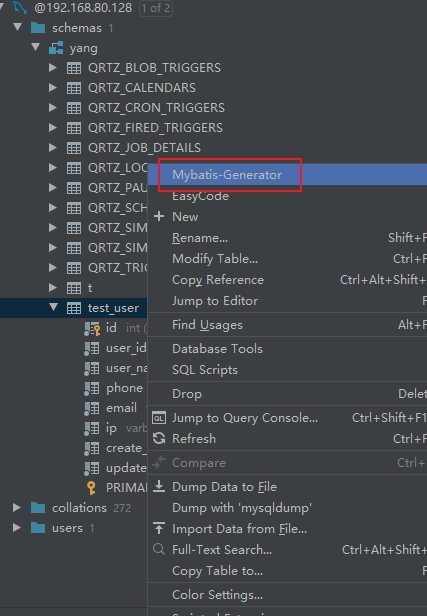 @192.168.80.128 1 of 2
schemas 1
yang
QRTZ_BLOB_TRIGGERS
QRTZ_CALENDARS
QRTZ_CRON_TRIGGERS
QRTZ_FIRED_TRIGGERS
QRTZ_JOB_DETAILS
QRTZ_LOC
QRTZ_PAU
QRTZ_SCH
QRTZ_SIM
QRTZ_SIM
QRTZ_TRIG
t
test_user
id int (
user_id
user_na
phone
email
ip varb
create_
update
PRIMAR
collations 272
users 1
Mybatis-Generator
EasyCode
New
Rename... Shift+F
Modify Table... Ctrl+F
Copy Reference Ctrl+Alt+Shift+
Jump to Editor
Find Usages Alt+F
Database Tools
SQL Scripts
Drop Delet
Jump to Query Console... Ctrl+Shift+F1
Refresh Ctrl+F
Compare Ctrl+
Dump Data to File
Dump with 'mysqldump'
Import Data from File...
Full-Text Search... Ctrl+Alt+Shift+F
Copy Table to... F
Color Settings...